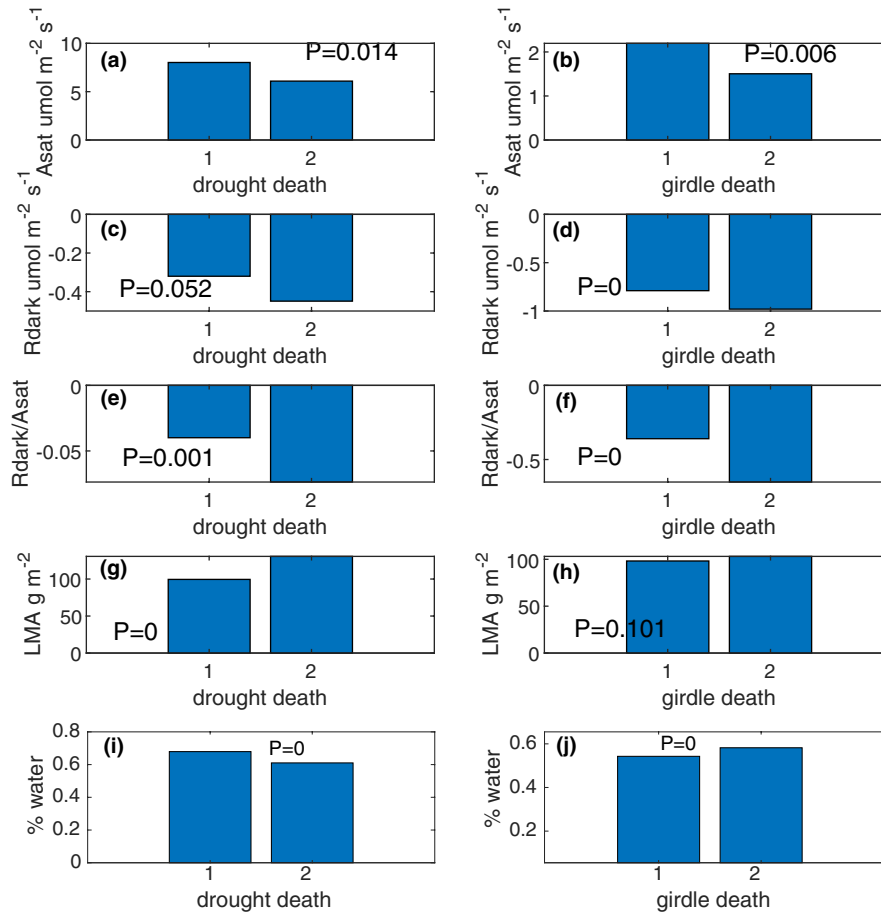 (a)
P=0.014
Asat umol m-2 s-1
10
5
0
1 2
drought death
(b)
P=0.006
Asat umol m-2 s-1
2
1
0
1 2
girdle death
(c)
P=0.052
Rdark umol m-2 s-1
0
-0.2
-0.4
1 2
drought death
(d)
P=0
Rdark umol m-2 s-1
0
-0.5
-1
1 2
girdle death
(e)
P=0.001
Rdark/Asat
0
-0.05
1 2
drought death
(f)
P=0
Rdark/Asat
0
-0.5
1 2
girdle death
(g)
P=0
LMA g m-2
100
50
0
1 2
drought death
(h)
P=0.101
LMA g m-2
100
50
0
1 2
girdle death
(i)
P=0
% water
0.8
0.6
0.4
0.2
0
1 2
drought death
(j)
P=0
% water
0.6
0.4
0.2
1 2
girdle death